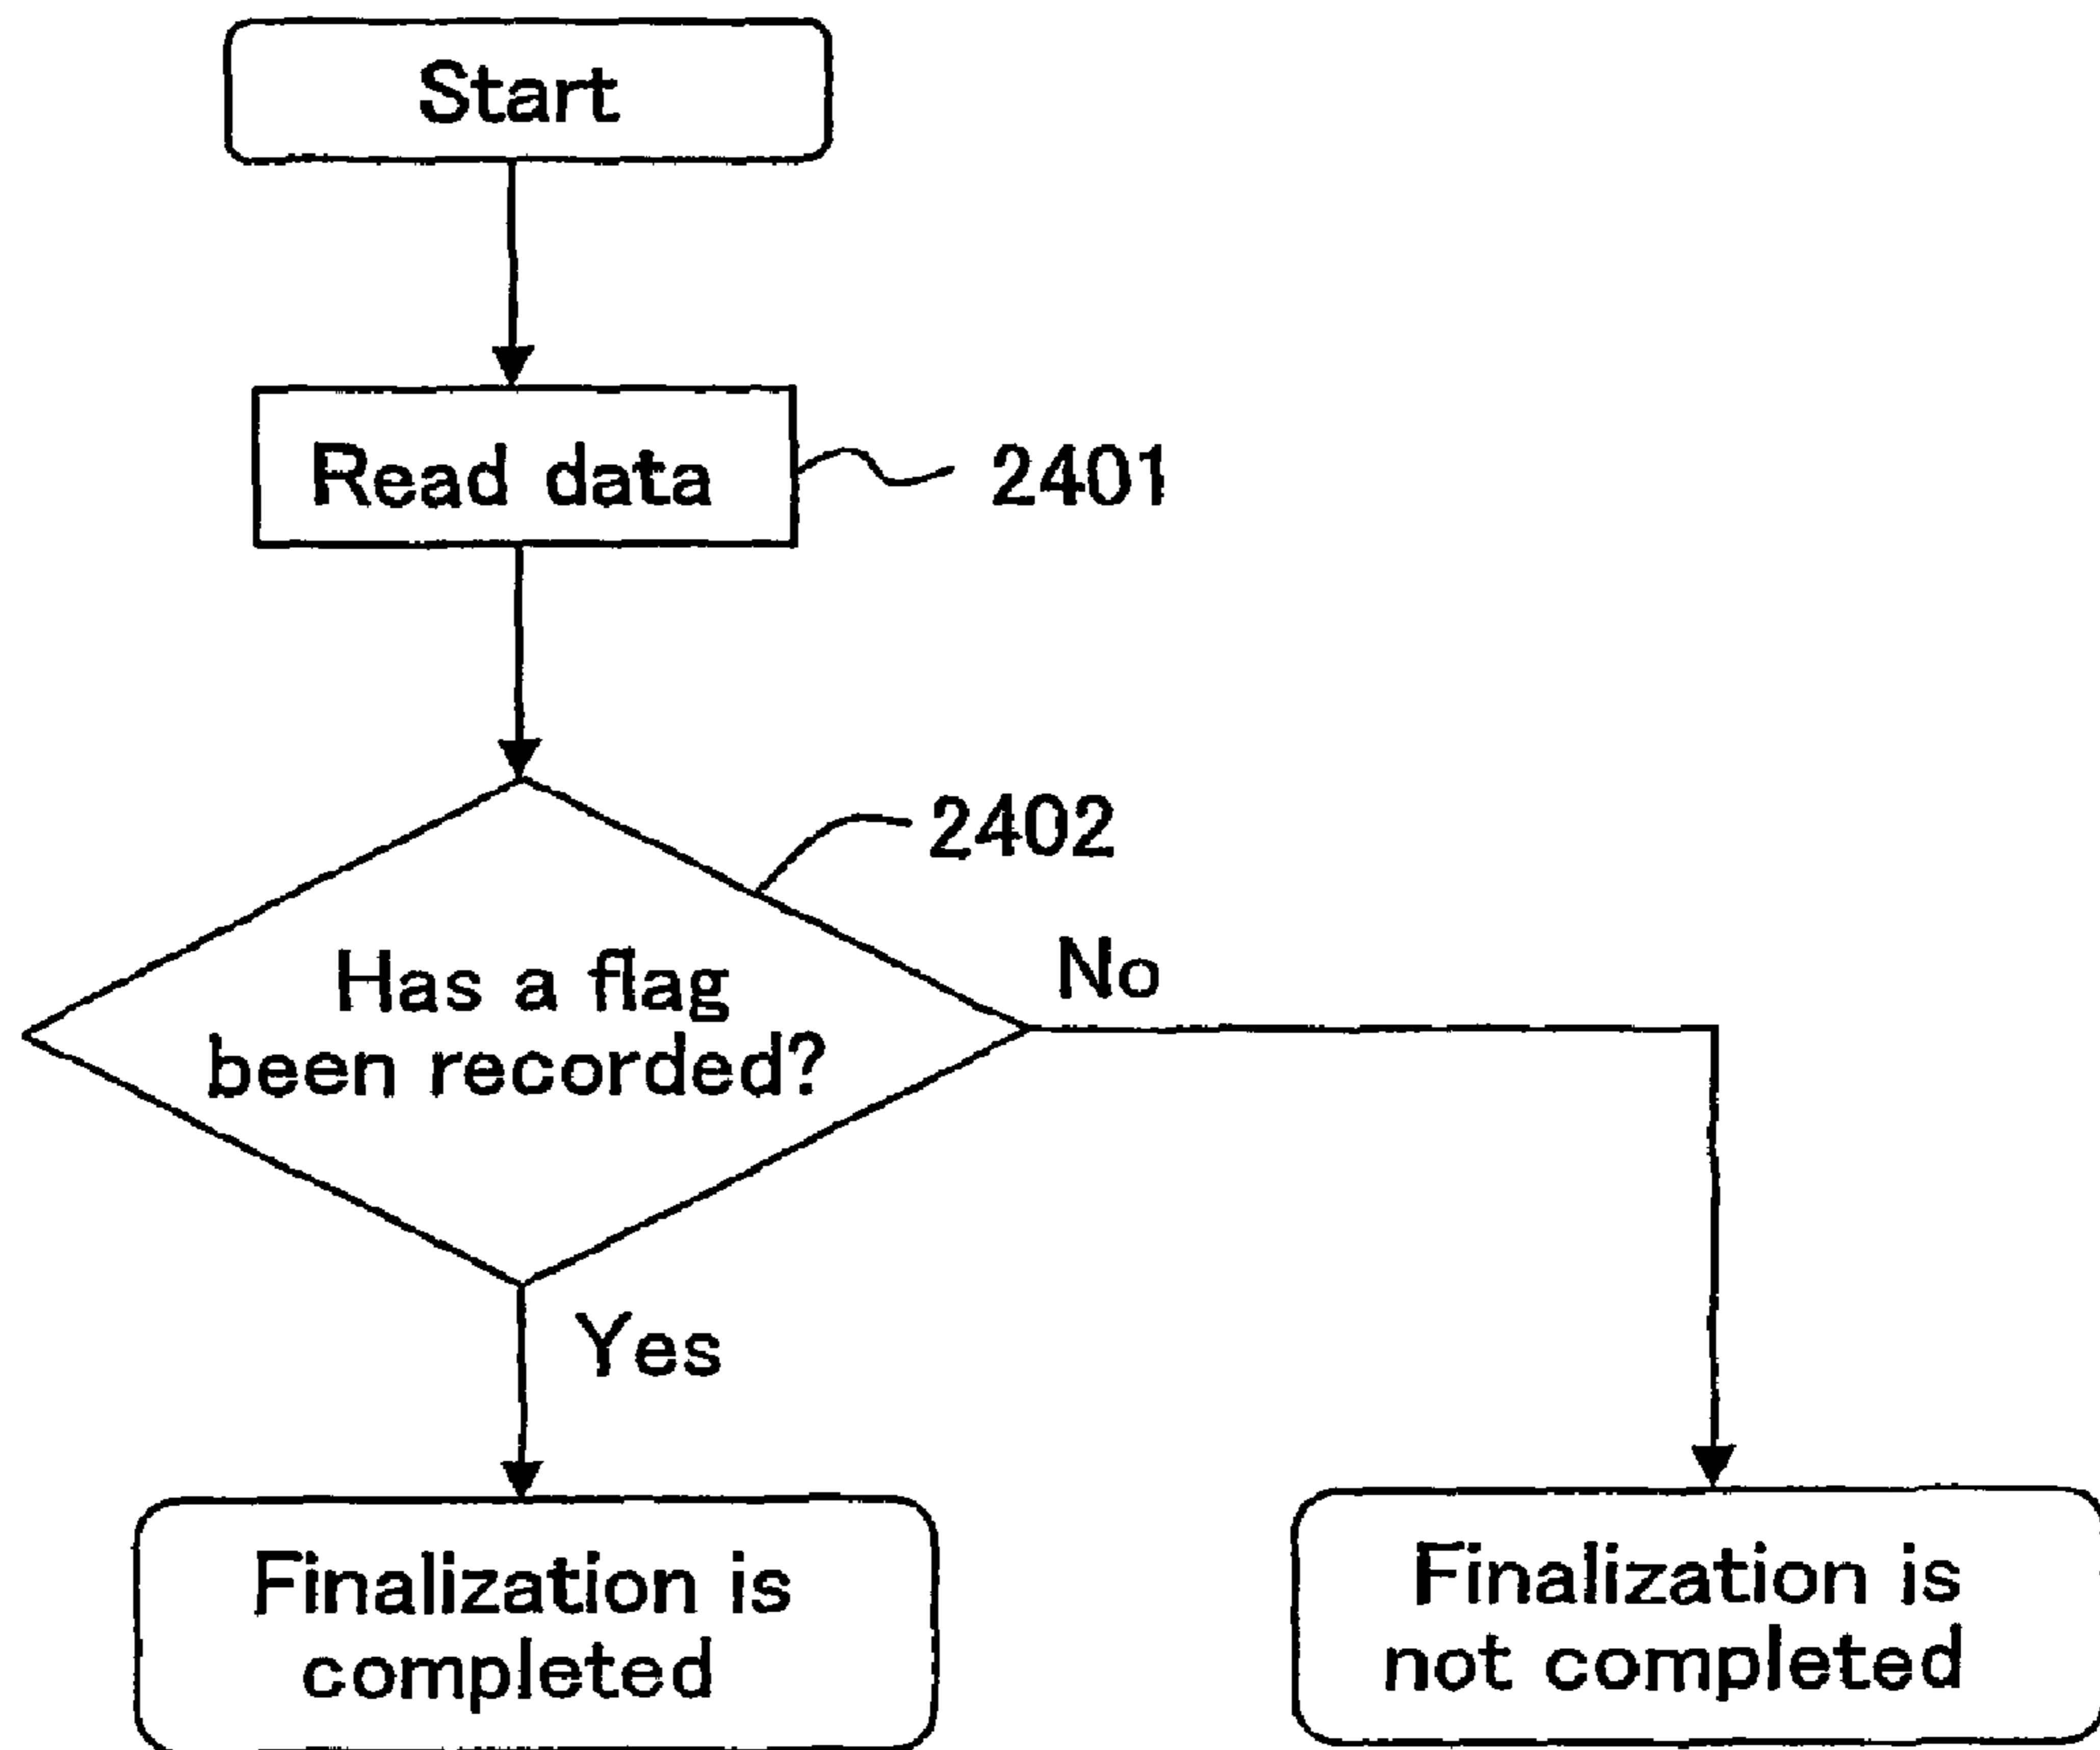 Start
Read data
2401
2402
Has a flag
been recorded?
No
Yes
Finalization is
completed
Finalization is
not completed